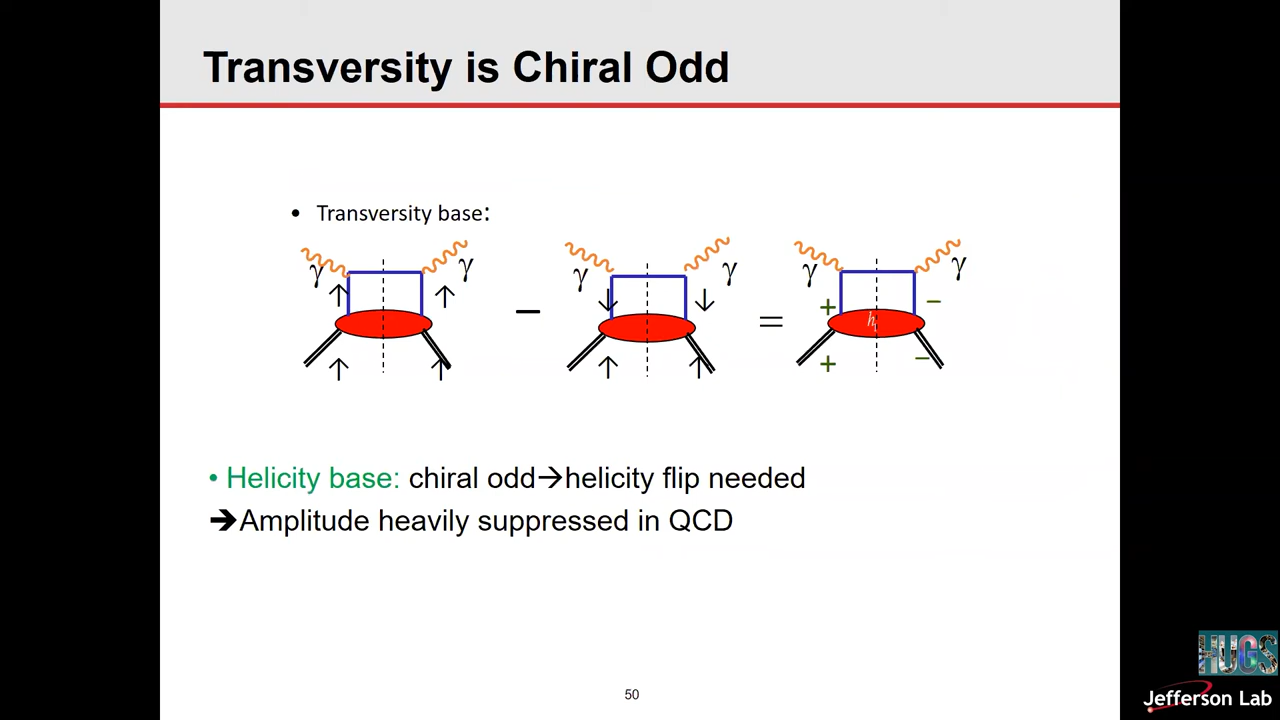 Transversity is Chiral Odd
• Transversity base:
γ γ γ γ γ γ
↑ ↑ − ↓ ↓ = + h₁ −
↑ ↑ ↑ ↑ + −
• Helicity base: chiral odd→helicity flip needed
➔Amplitude heavily suppressed in QCD
50
HUGS
Jefferson Lab